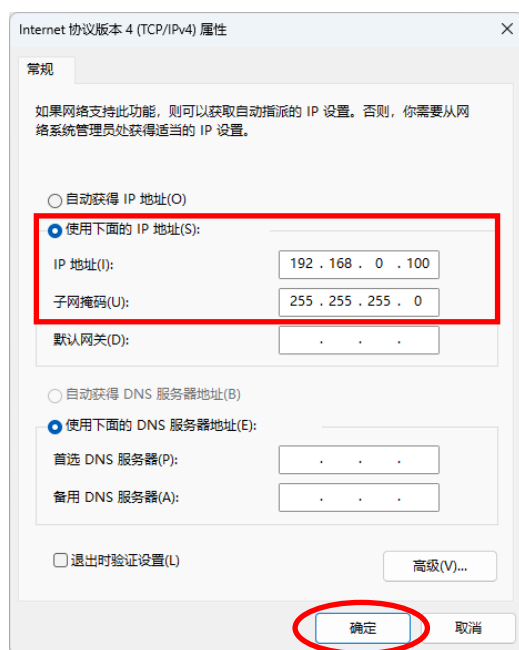 Internet 协议版本 4 (TCP/IPv4) 属性
常规
如果网络支持此功能，则可以获取自动指派的 IP 设置。否则，你需要从网
络系统管理员处获得适当的 IP 设置。
自动获得 IP 地址(O)
使用下面的 IP 地址(S):
IP 地址(I): 192 . 168 . 0 . 100
子网掩码(U): 255 . 255 . 255 . 0
默认网关(D): . . .
自动获得 DNS 服务器地址(B)
使用下面的 DNS 服务器地址(E):
首选 DNS 服务器(P): . . .
备用 DNS 服务器(A): . . .
退出时验证设置(L)
高级(V)...
确定 取消